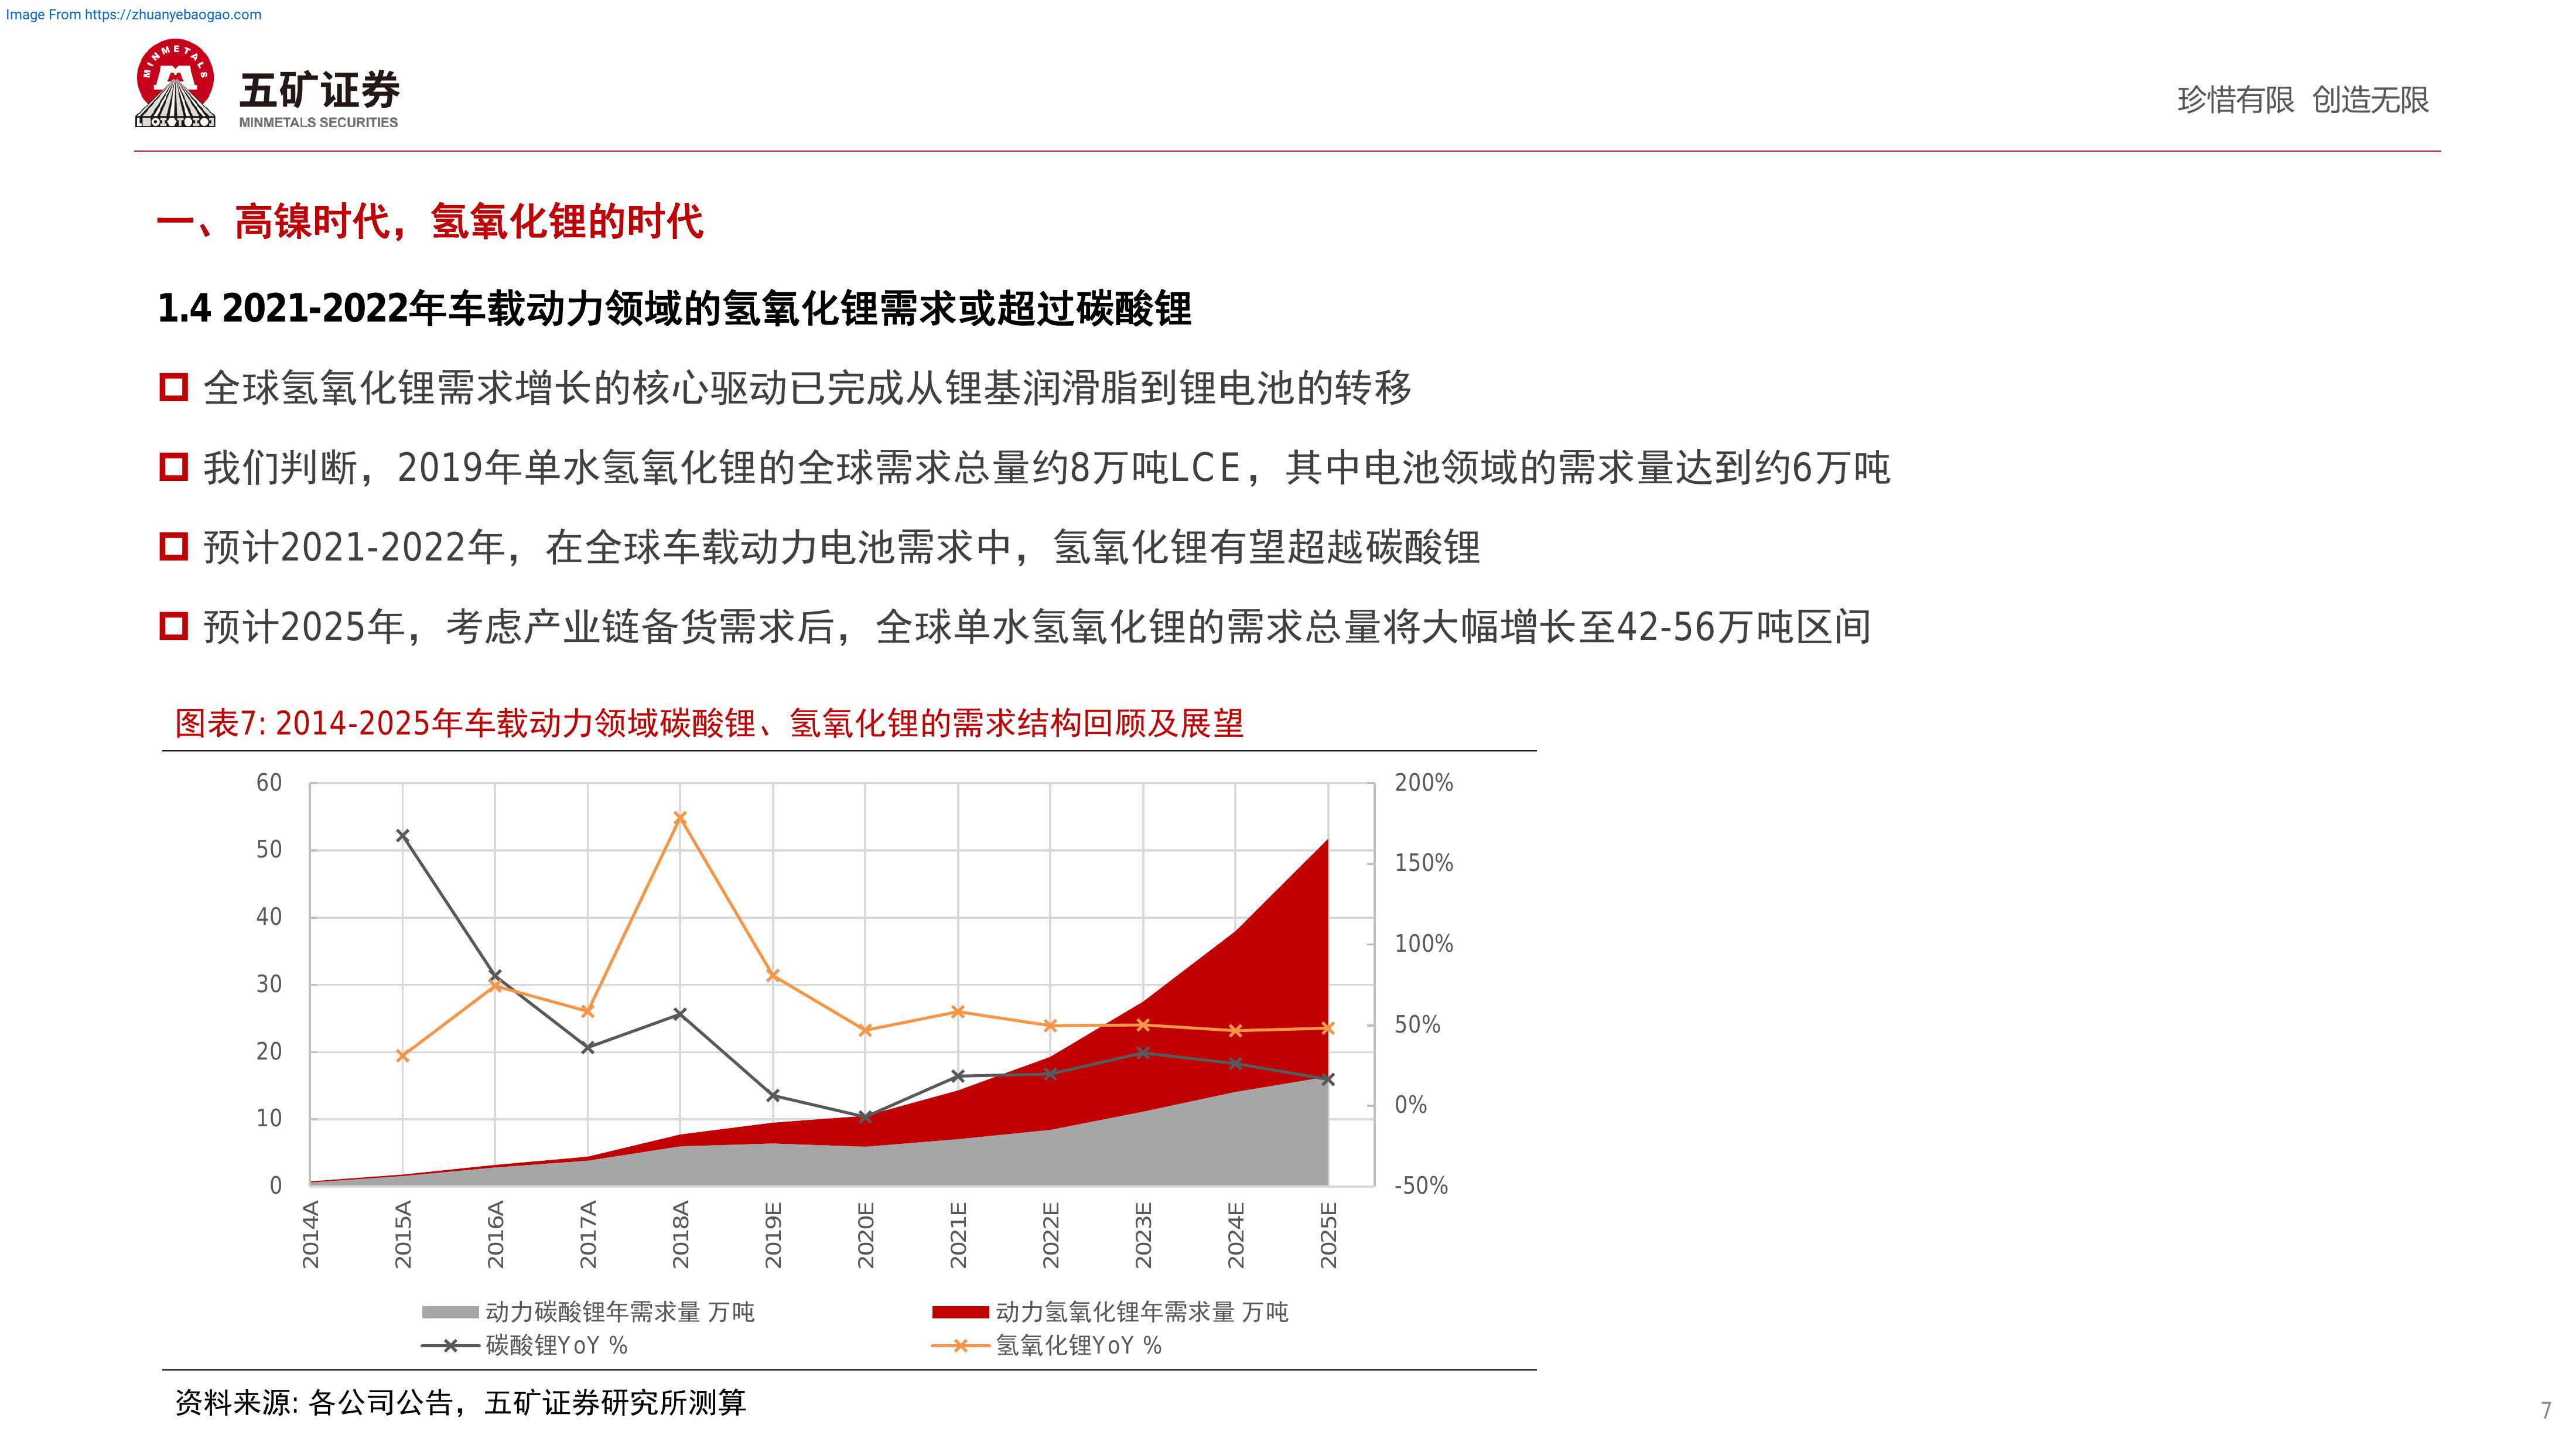 Image From https://zhuanyebaogao.com
MINMETALS
五矿证券
MINMETALS SECURITIES
珍惜有限 创造无限
一、高镍时代，氢氧化锂的时代
1.4 2021-2022年车载动力领域的氢氧化锂需求或超过碳酸锂
全球氢氧化锂需求增长的核心驱动已完成从锂基润滑脂到锂电池的转移
我们判断，2019年单水氢氧化锂的全球需求总量约8万吨LCE，其中电池领域的需求量达到约6万吨
预计2021-2022年，在全球车载动力电池需求中，氢氧化锂有望超越碳酸锂
预计2025年，考虑产业链备货需求后，全球单水氢氧化锂的需求总量将大幅增长至42-56万吨区间
图表7: 2014-2025年车载动力领域碳酸锂、氢氧化锂的需求结构回顾及展望
60 200%
50 150%
40 100%
30
20 50%
10 0%
0 -50%
2014A 2015A 2016A 2017A 2018A 2019E 2020E 2021E 2022E 2023E 2024E 2025E
动力碳酸锂年需求量 万吨 动力氢氧化锂年需求量 万吨
碳酸锂YoY % 氢氧化锂YoY %
资料来源: 各公司公告，五矿证券研究所测算
7